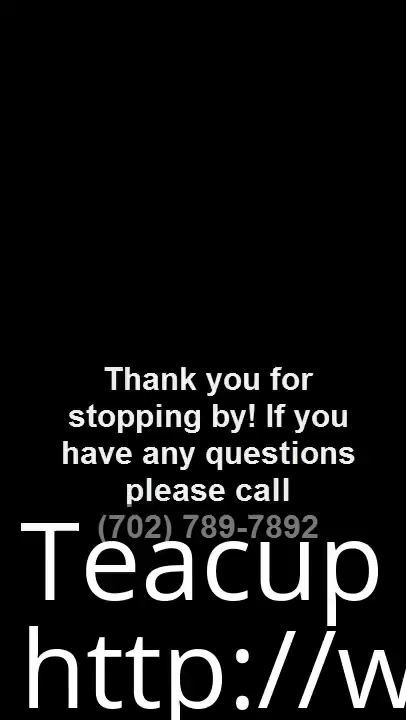 Thank you for
stopping by! If you
have any questions
please call
(702) 789-7892
Teacup
http://w